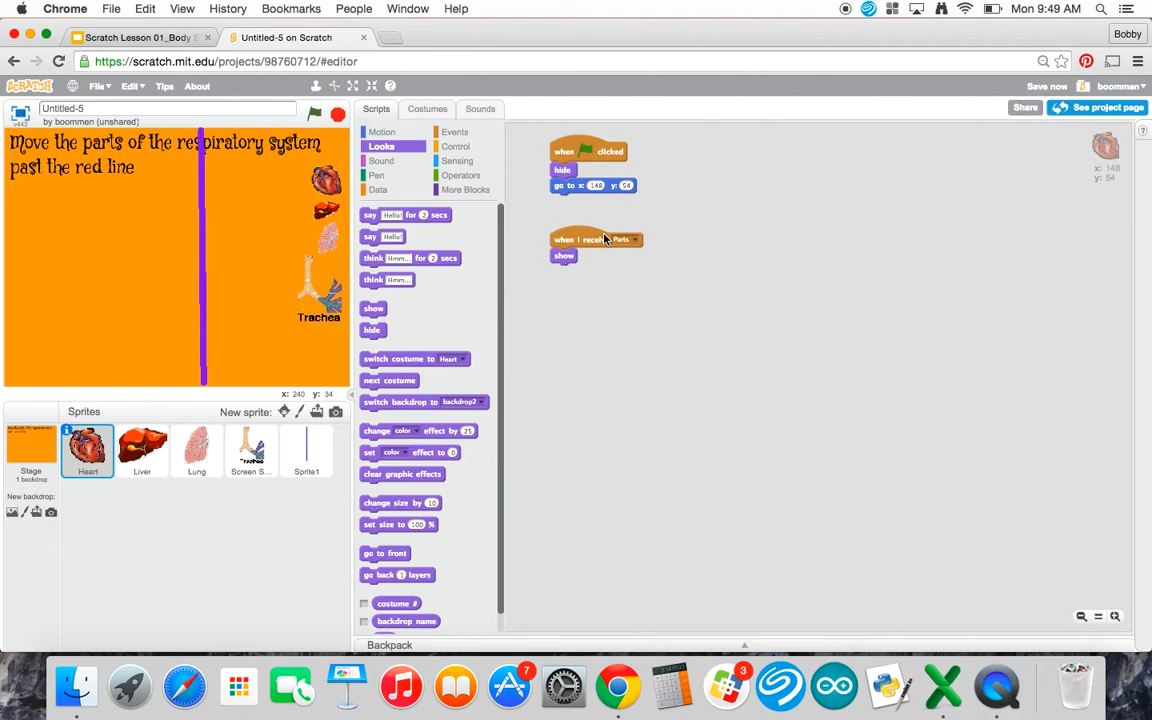 Chrome File Edit View History Bookmarks People Window Help
Mon 9:49 AM
Scratch Lesson 01_Body
Untitled-5 on Scratch
Bobby
https://scratch.mit.edu/projects/98760712/#editor
SCRATCH File Edit Tips About
Save now boommen
Untitled-5
by boommen (unshared)
v443
Scripts Costumes Sounds
Share See project page
Move the parts of the respiratory system
past the red line
Trachea
x: 240 y: 34
Motion Events
Looks Control
Sound Sensing
Pen Operators
Data More Blocks
say Hello! for 2 secs
say Hello!
think Hmm... for 2 secs
think Hmm...
show
hide
switch costume to Heart
next costume
switch backdrop to backdrop2
change color effect by 25
set color effect to 0
clear graphic effects
change size by 10
set size to 100 %
go to front
go back 1 layers
costume #
backdrop name
when clicked
hide
go to x: 148 y: 54
when I receive Parts
show
x: 148
y: 54
Sprites New sprite:
Stage
1 backdrop
New backdrop:
Heart Liver Lung Screen S... Sprite1
Backpack
7
3